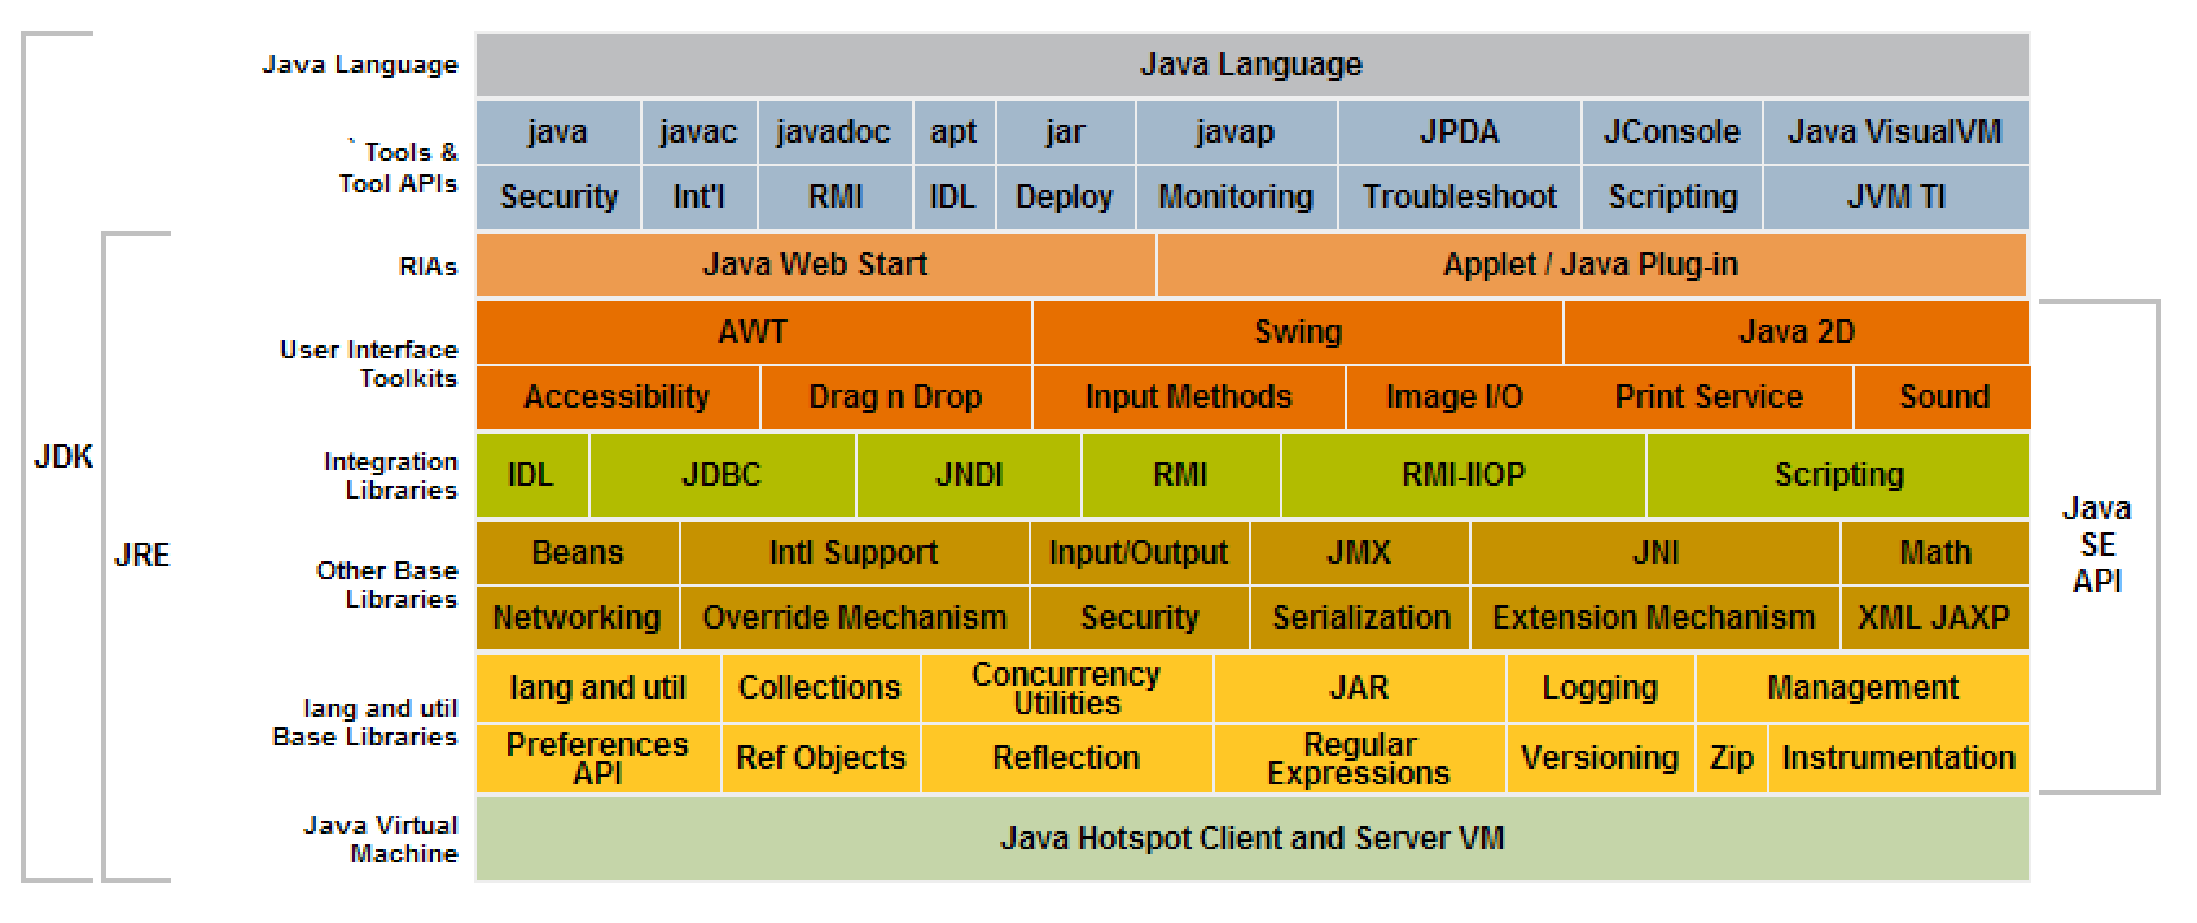 Java Language
Java Language
` Tools &
Tool APIs
java javac javadoc apt jar javap JPDA JConsole Java VisualVM
Security Int'l RMI IDL Deploy Monitoring Troubleshoot Scripting JVM TI
RIAs
Java Web Start Applet / Java Plug-in
User Interface
Toolkits
AWT Swing Java 2D
Accessibility Drag n Drop Input Methods Image I/O Print Service Sound
JDK
Integration
Libraries
IDL JDBC JNDI RMI RMI-IIOP Scripting
Java
SE
API
JRE
Other Base
Libraries
Beans Intl Support Input/Output JMX JNI Math
Networking Override Mechanism Security Serialization Extension Mechanism XML JAXP
lang and util
Base Libraries
lang and util Collections Concurrency
Utilities JAR Logging Management
Preferences
API Ref Objects Reflection Regular
Expressions Versioning Zip Instrumentation
Java Virtual
Machine
Java Hotspot Client and Server VM